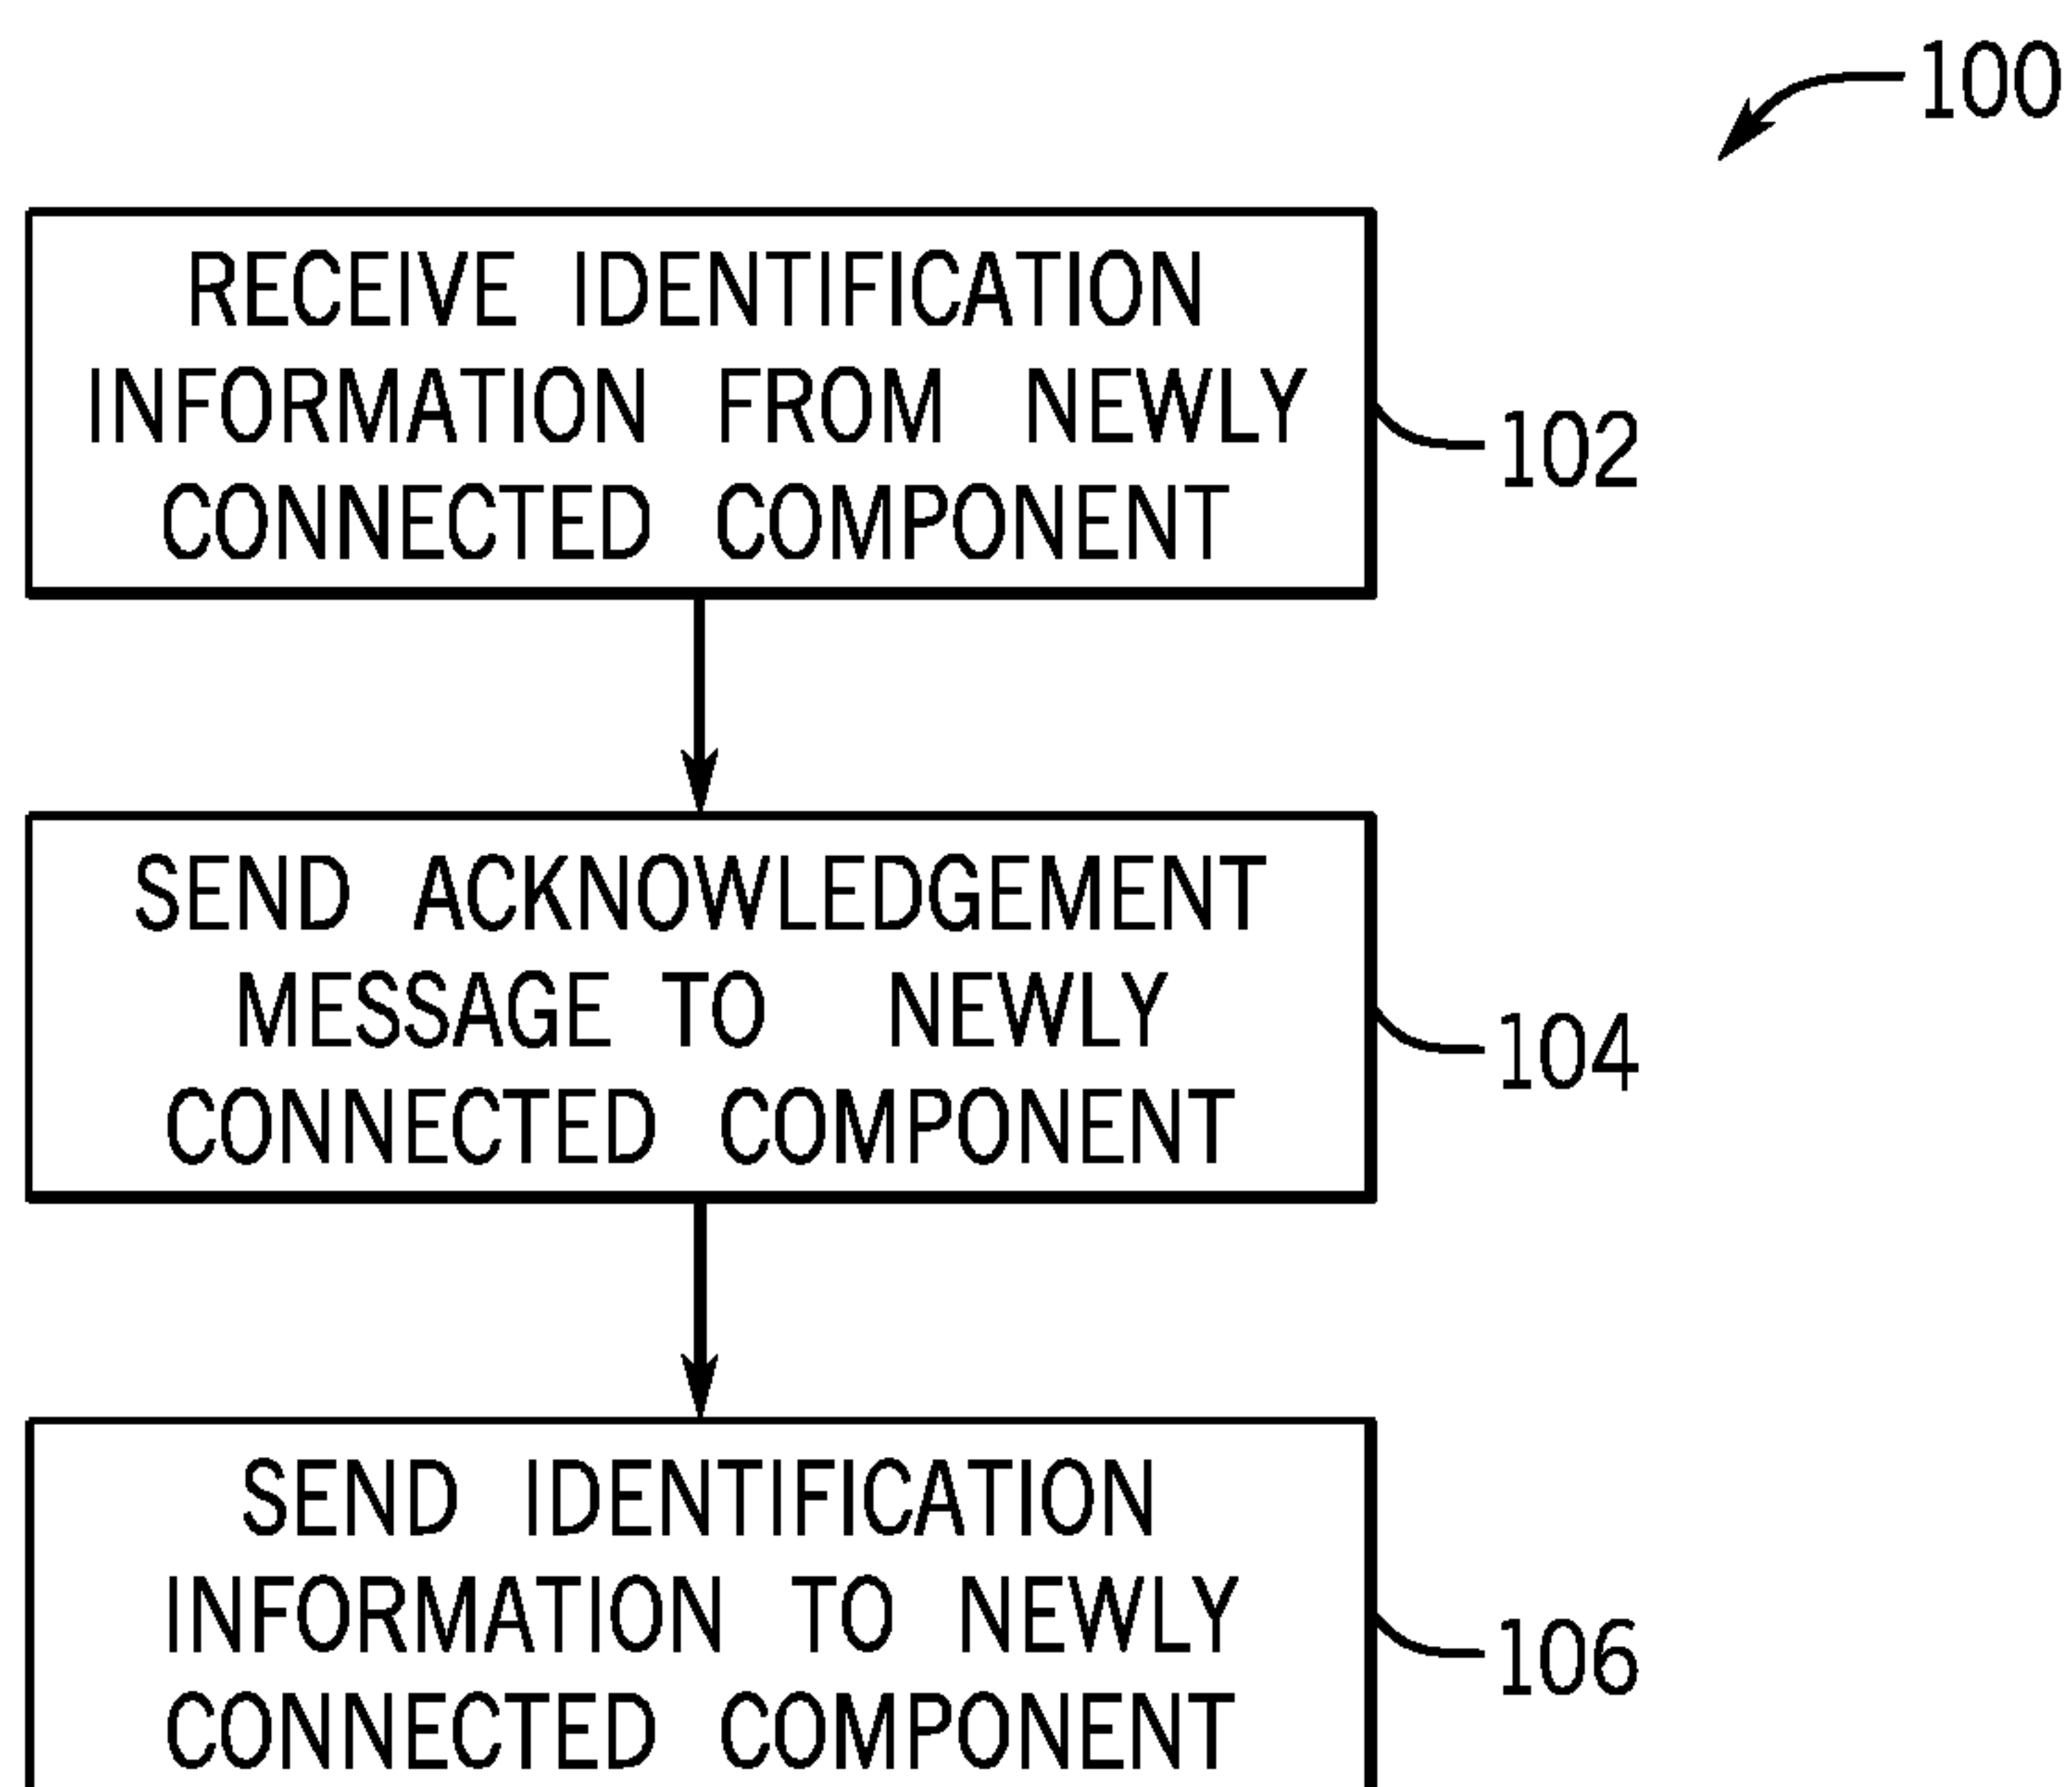 100
RECEIVE IDENTIFICATION
INFORMATION FROM NEWLY
CONNECTED COMPONENT
102
SEND ACKNOWLEDGEMENT
MESSAGE TO NEWLY
CONNECTED COMPONENT
104
SEND IDENTIFICATION
INFORMATION TO NEWLY
CONNECTED COMPONENT
106